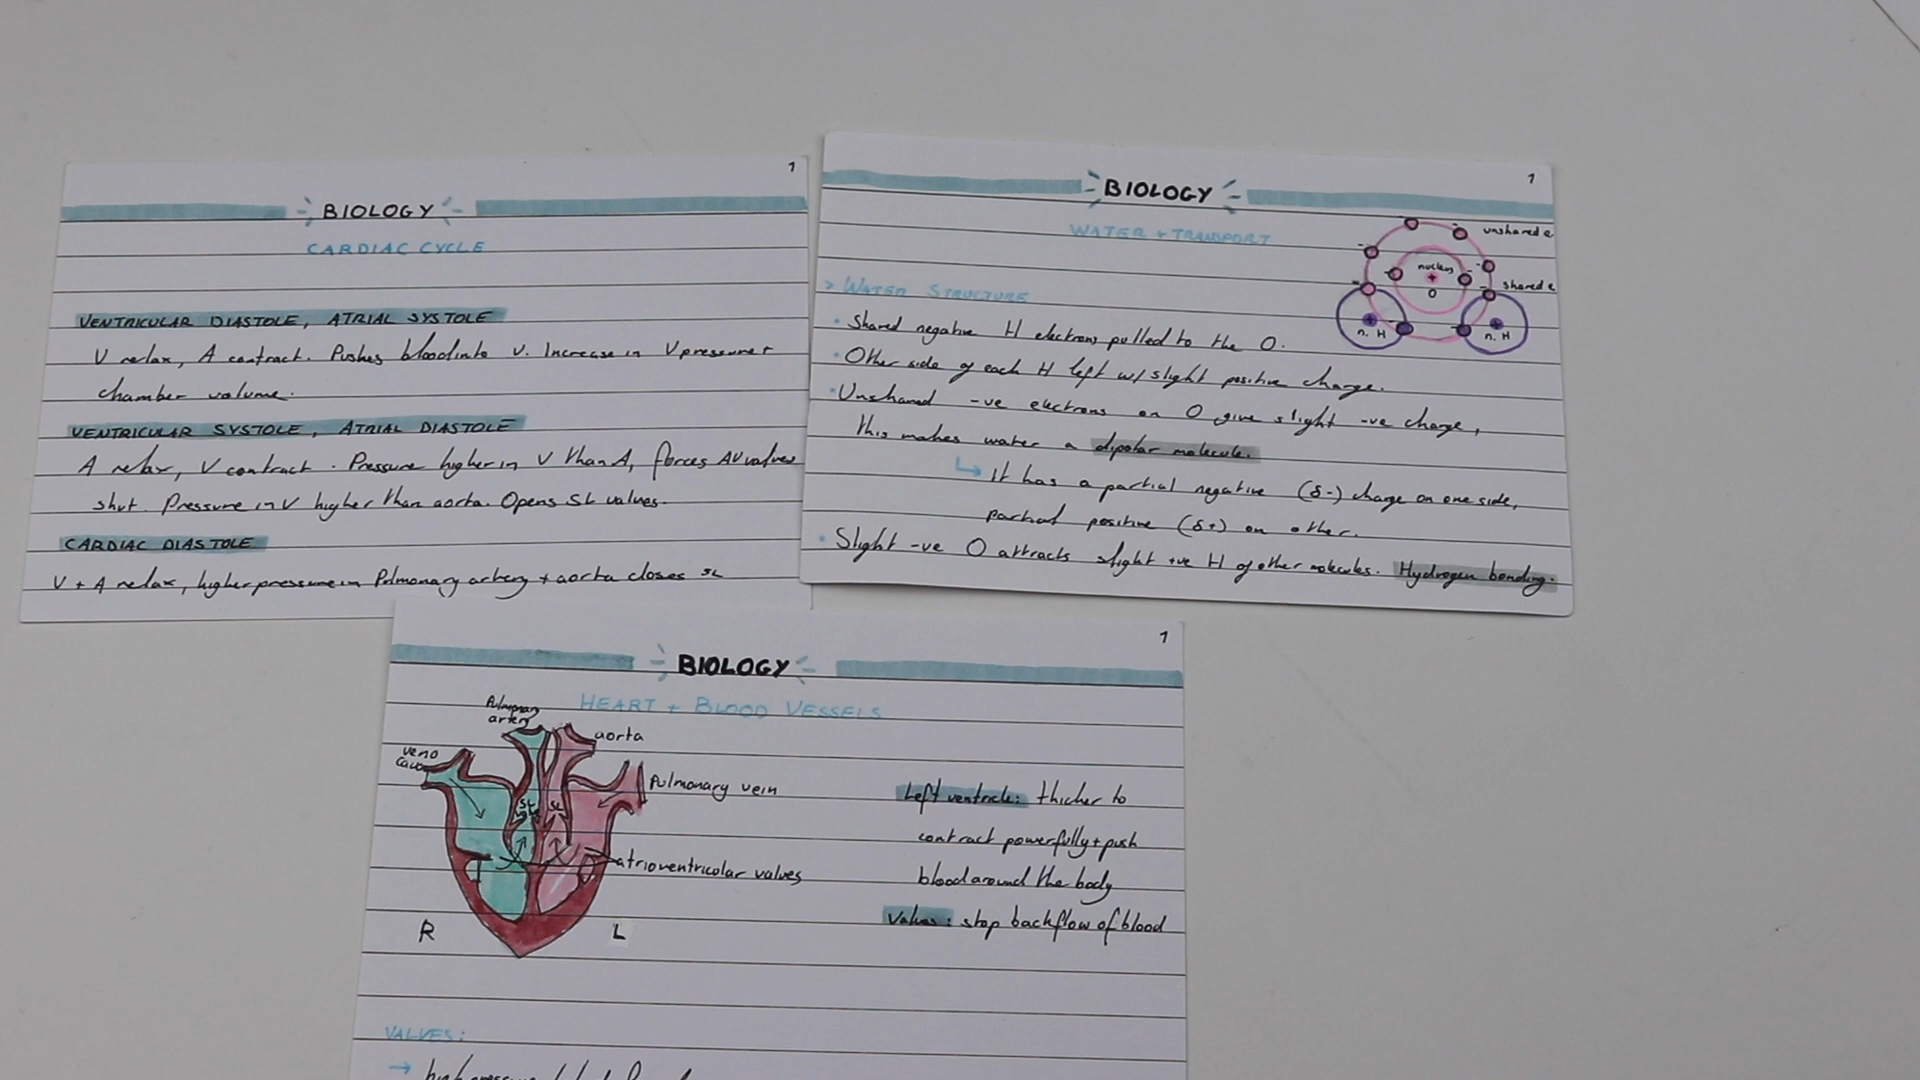 1
BIOLOGY
CARDIAC CYCLE
VENTRICULAR DIASTOLE, ATRIAL SYSTOLE
V relax, A contract. Pushes blood into V. Increase in V pressure +
chamber volume.
VENTRICULAR SYSTOLE, ATRIAL DIASTOLE
A relax, V contract. Pressure higher in V than A, forces AV valves
shut. Pressure in V higher than aorta. Opens SL valves.
CARDIAC DIASTOLE
V + A relax, higher pressure in Pulmonary artery + aorta closes SL
1
BIOLOGY
WATER + TRANSPORT
unshared e
nucleus
+
O
shared e
n. H
n. H
> WATER STRUCTURE
• Shared negative H electrons pulled to the O.
• Other side of each H left w/ slight positive charge.
• Unshared -ve electrons on O give slight -ve charge,
this makes water a dipolar molecule.
↳ It has a partial negative (δ-) charge on one side,
partial positive (δ+) on other.
• Slight -ve O attracts slight +ve H of other molecules. Hydrogen bonding.
1
BIOLOGY
HEART + BLOOD VESSELS
Pulmonary
artery
aorta
vena
cava
Pulmonary vein
SL
SL
atrioventricular valves
R
L
Left ventricle: thicker to
contract powerfully + push
blood around the body
Valves: stop backflow of blood
VALVES:
→ high pressure